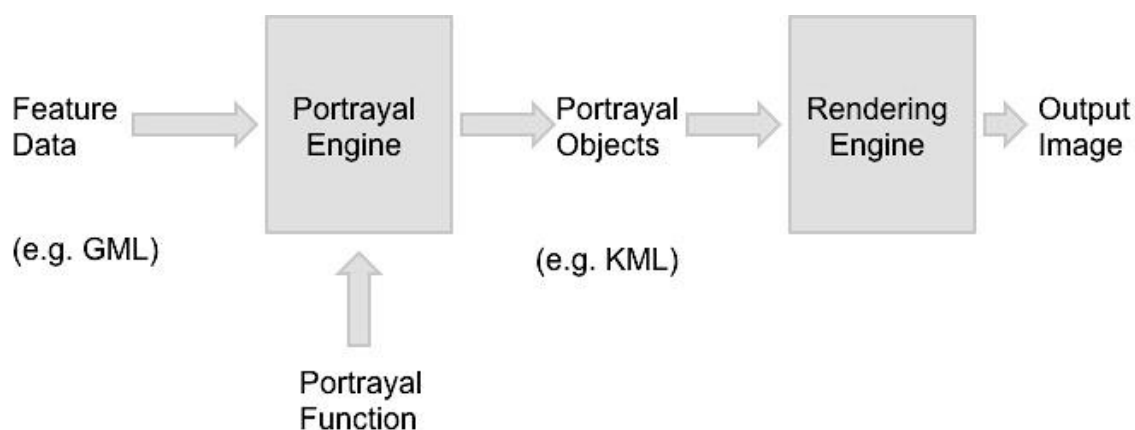 Feature
Data
Portrayal
Engine
Portrayal
Objects
Rendering
Engine
Output
Image
(e.g. GML)
(e.g. KML)
Portrayal
Function